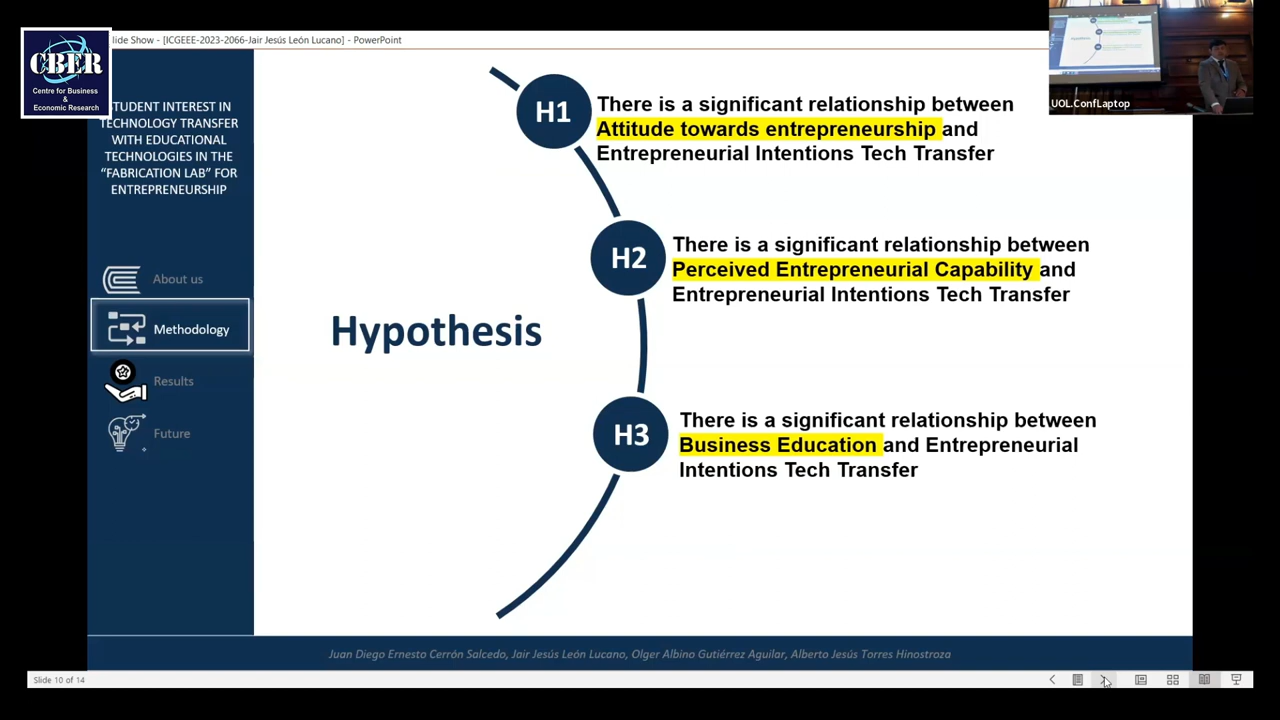 lide Show - [ICGEEE-2023-2066-Jair Jesús León Lucano] - PowerPoint
CBER
Centre for Business
&
Economic Research
STUDENT INTEREST IN
TECHNOLOGY TRANSFER
WITH EDUCATIONAL
TECHNOLOGIES IN THE
“FABRICATION LAB” FOR
ENTREPRENEURSHIP
About us
Methodology
Results
Future
Hypothesis
H1
There is a significant relationship between
Attitude towards entrepreneurship and
Entrepreneurial Intentions Tech Transfer
H2
There is a significant relationship between
Perceived Entrepreneurial Capability and
Entrepreneurial Intentions Tech Transfer
H3
There is a significant relationship between
Business Education and Entrepreneurial
Intentions Tech Transfer
UOL.ConfLaptop
Juan Diego Ernesto Cerrón Salcedo, Jair Jesús León Lucano, Olger Albino Gutiérrez Aguilar, Alberto Jesús Torres Hinostroza
Slide 10 of 14